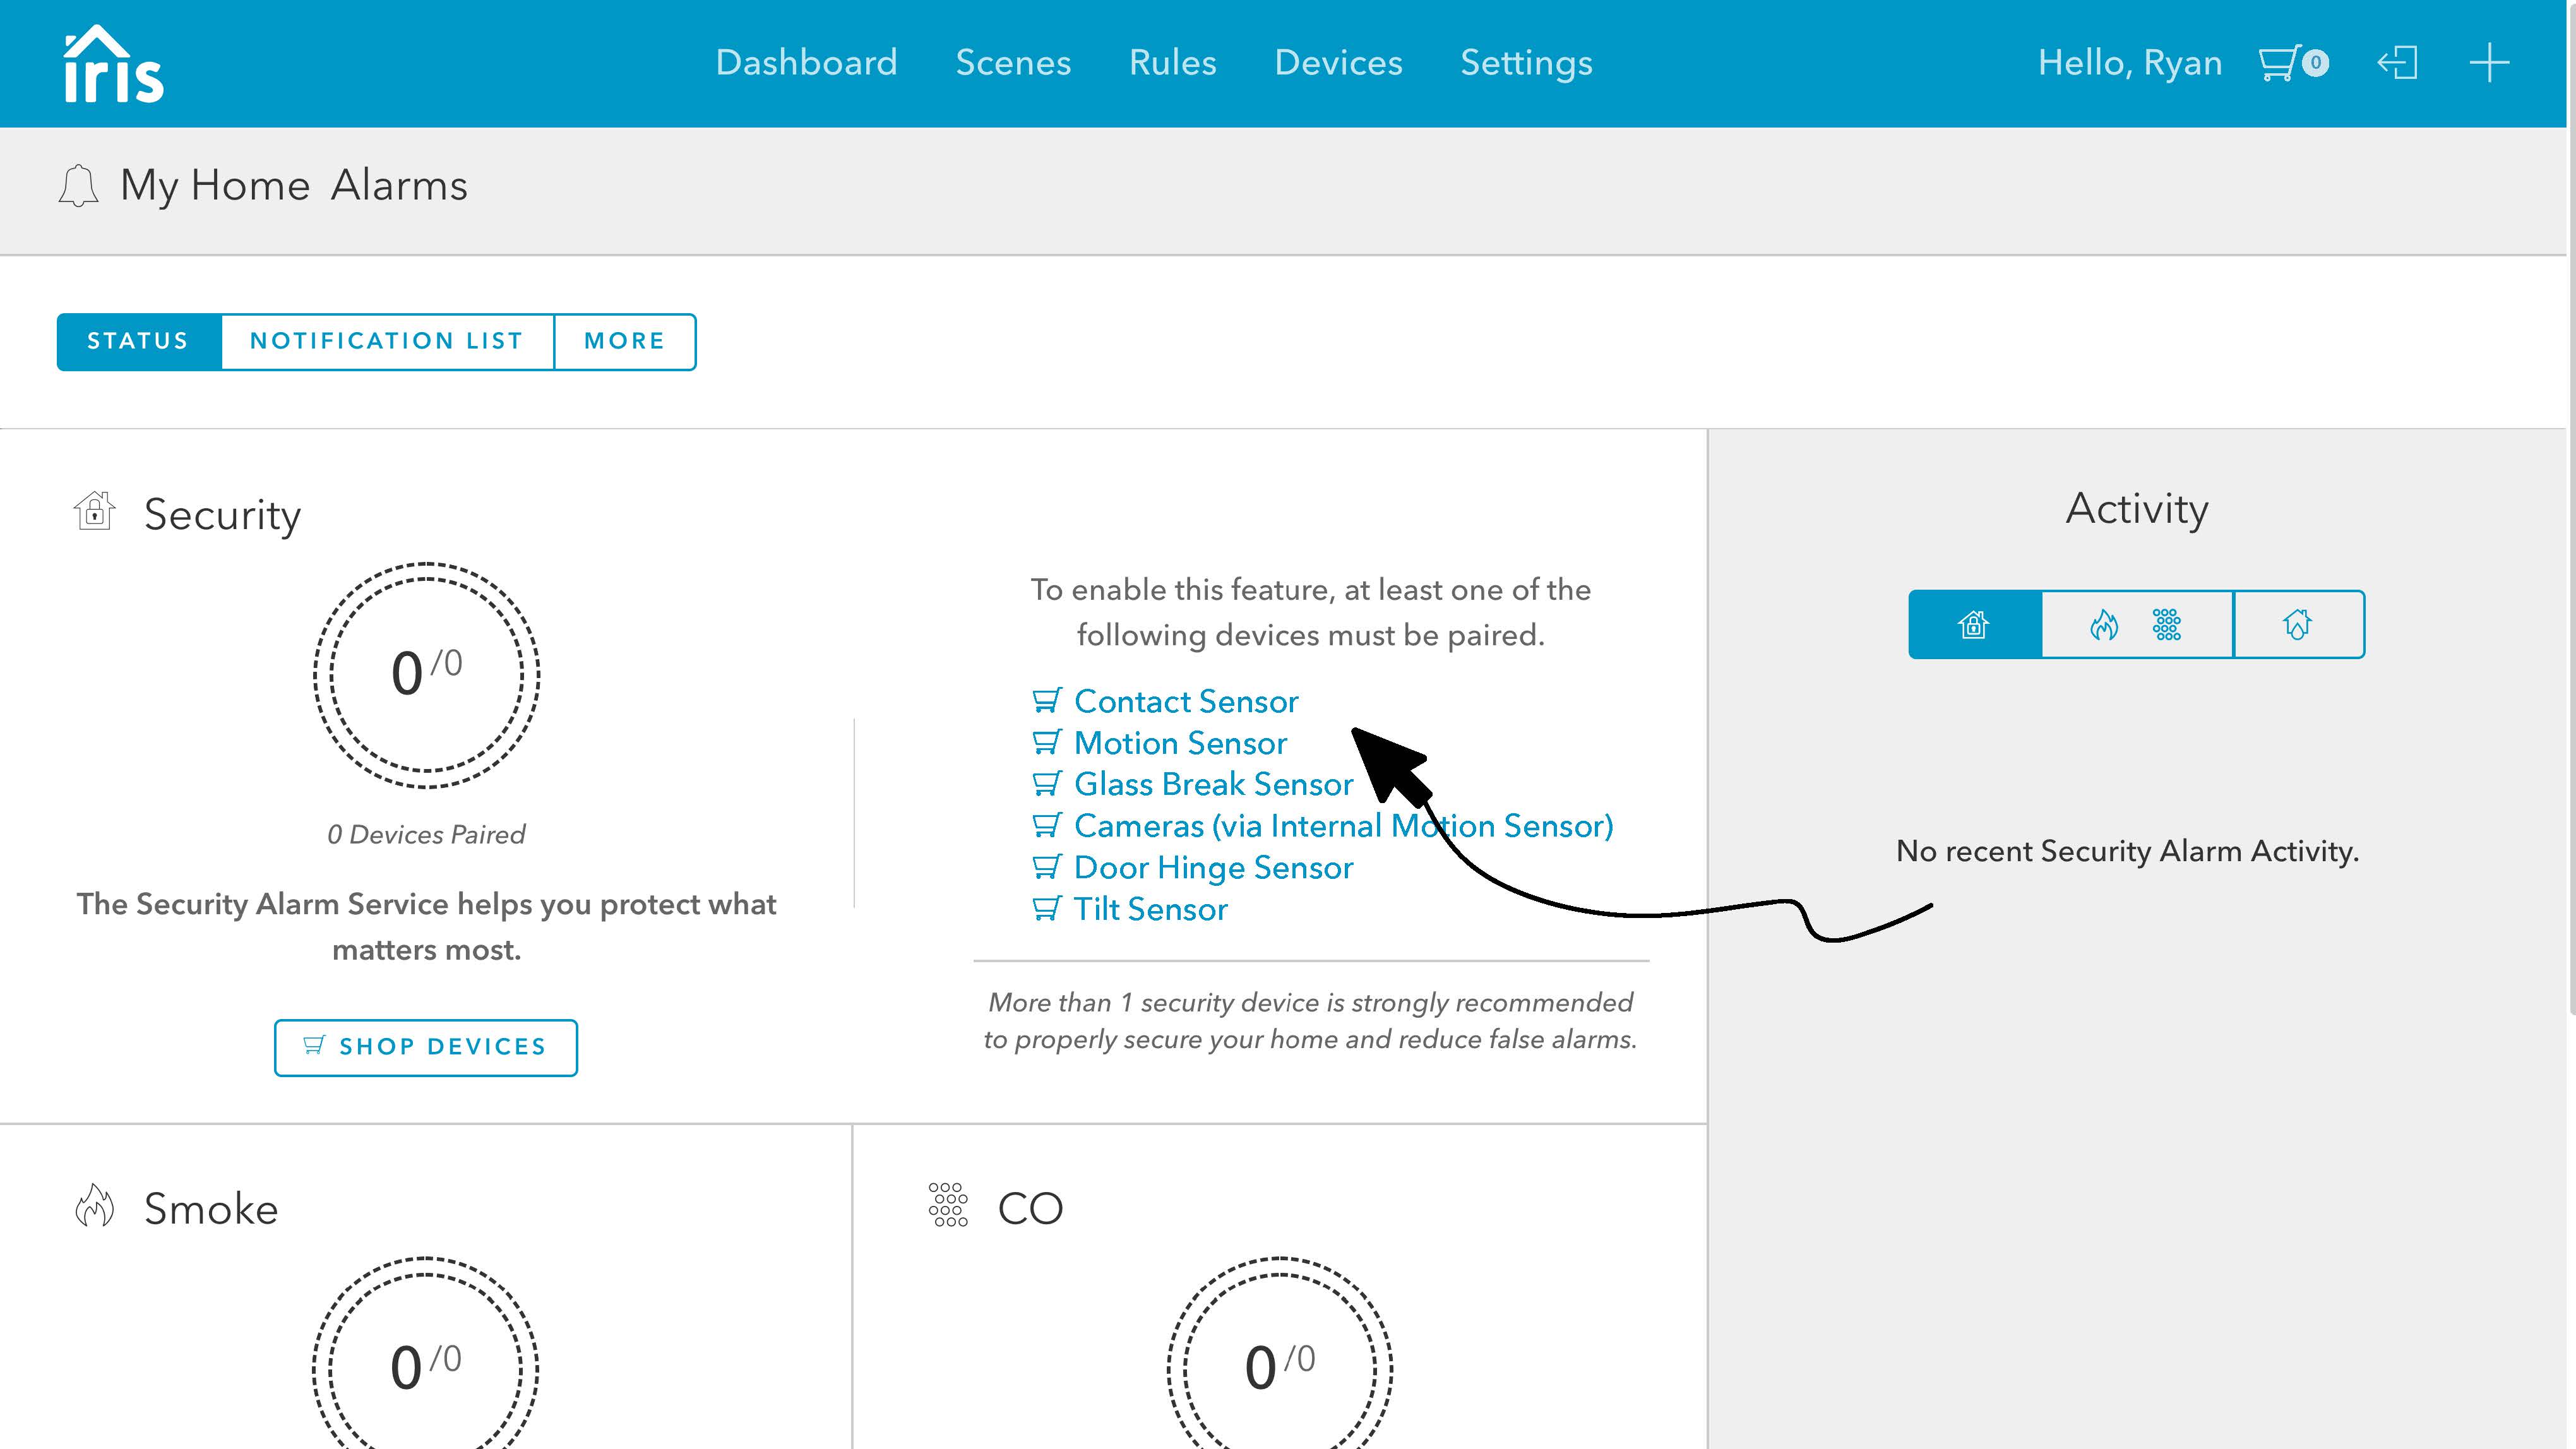 iris
Dashboard Scenes Rules Devices Settings
Hello, Ryan 0
My Home Alarms
STATUS NOTIFICATION LIST MORE
Security
0/0
0 Devices Paired
The Security Alarm Service helps you protect what
matters most.
SHOP DEVICES
To enable this feature, at least one of the
following devices must be paired.
Contact Sensor
Motion Sensor
Glass Break Sensor
Cameras (via Internal Motion Sensor)
Door Hinge Sensor
Tilt Sensor
More than 1 security device is strongly recommended
to properly secure your home and reduce false alarms.
Activity
No recent Security Alarm Activity.
Smoke
0/0
CO
0/0